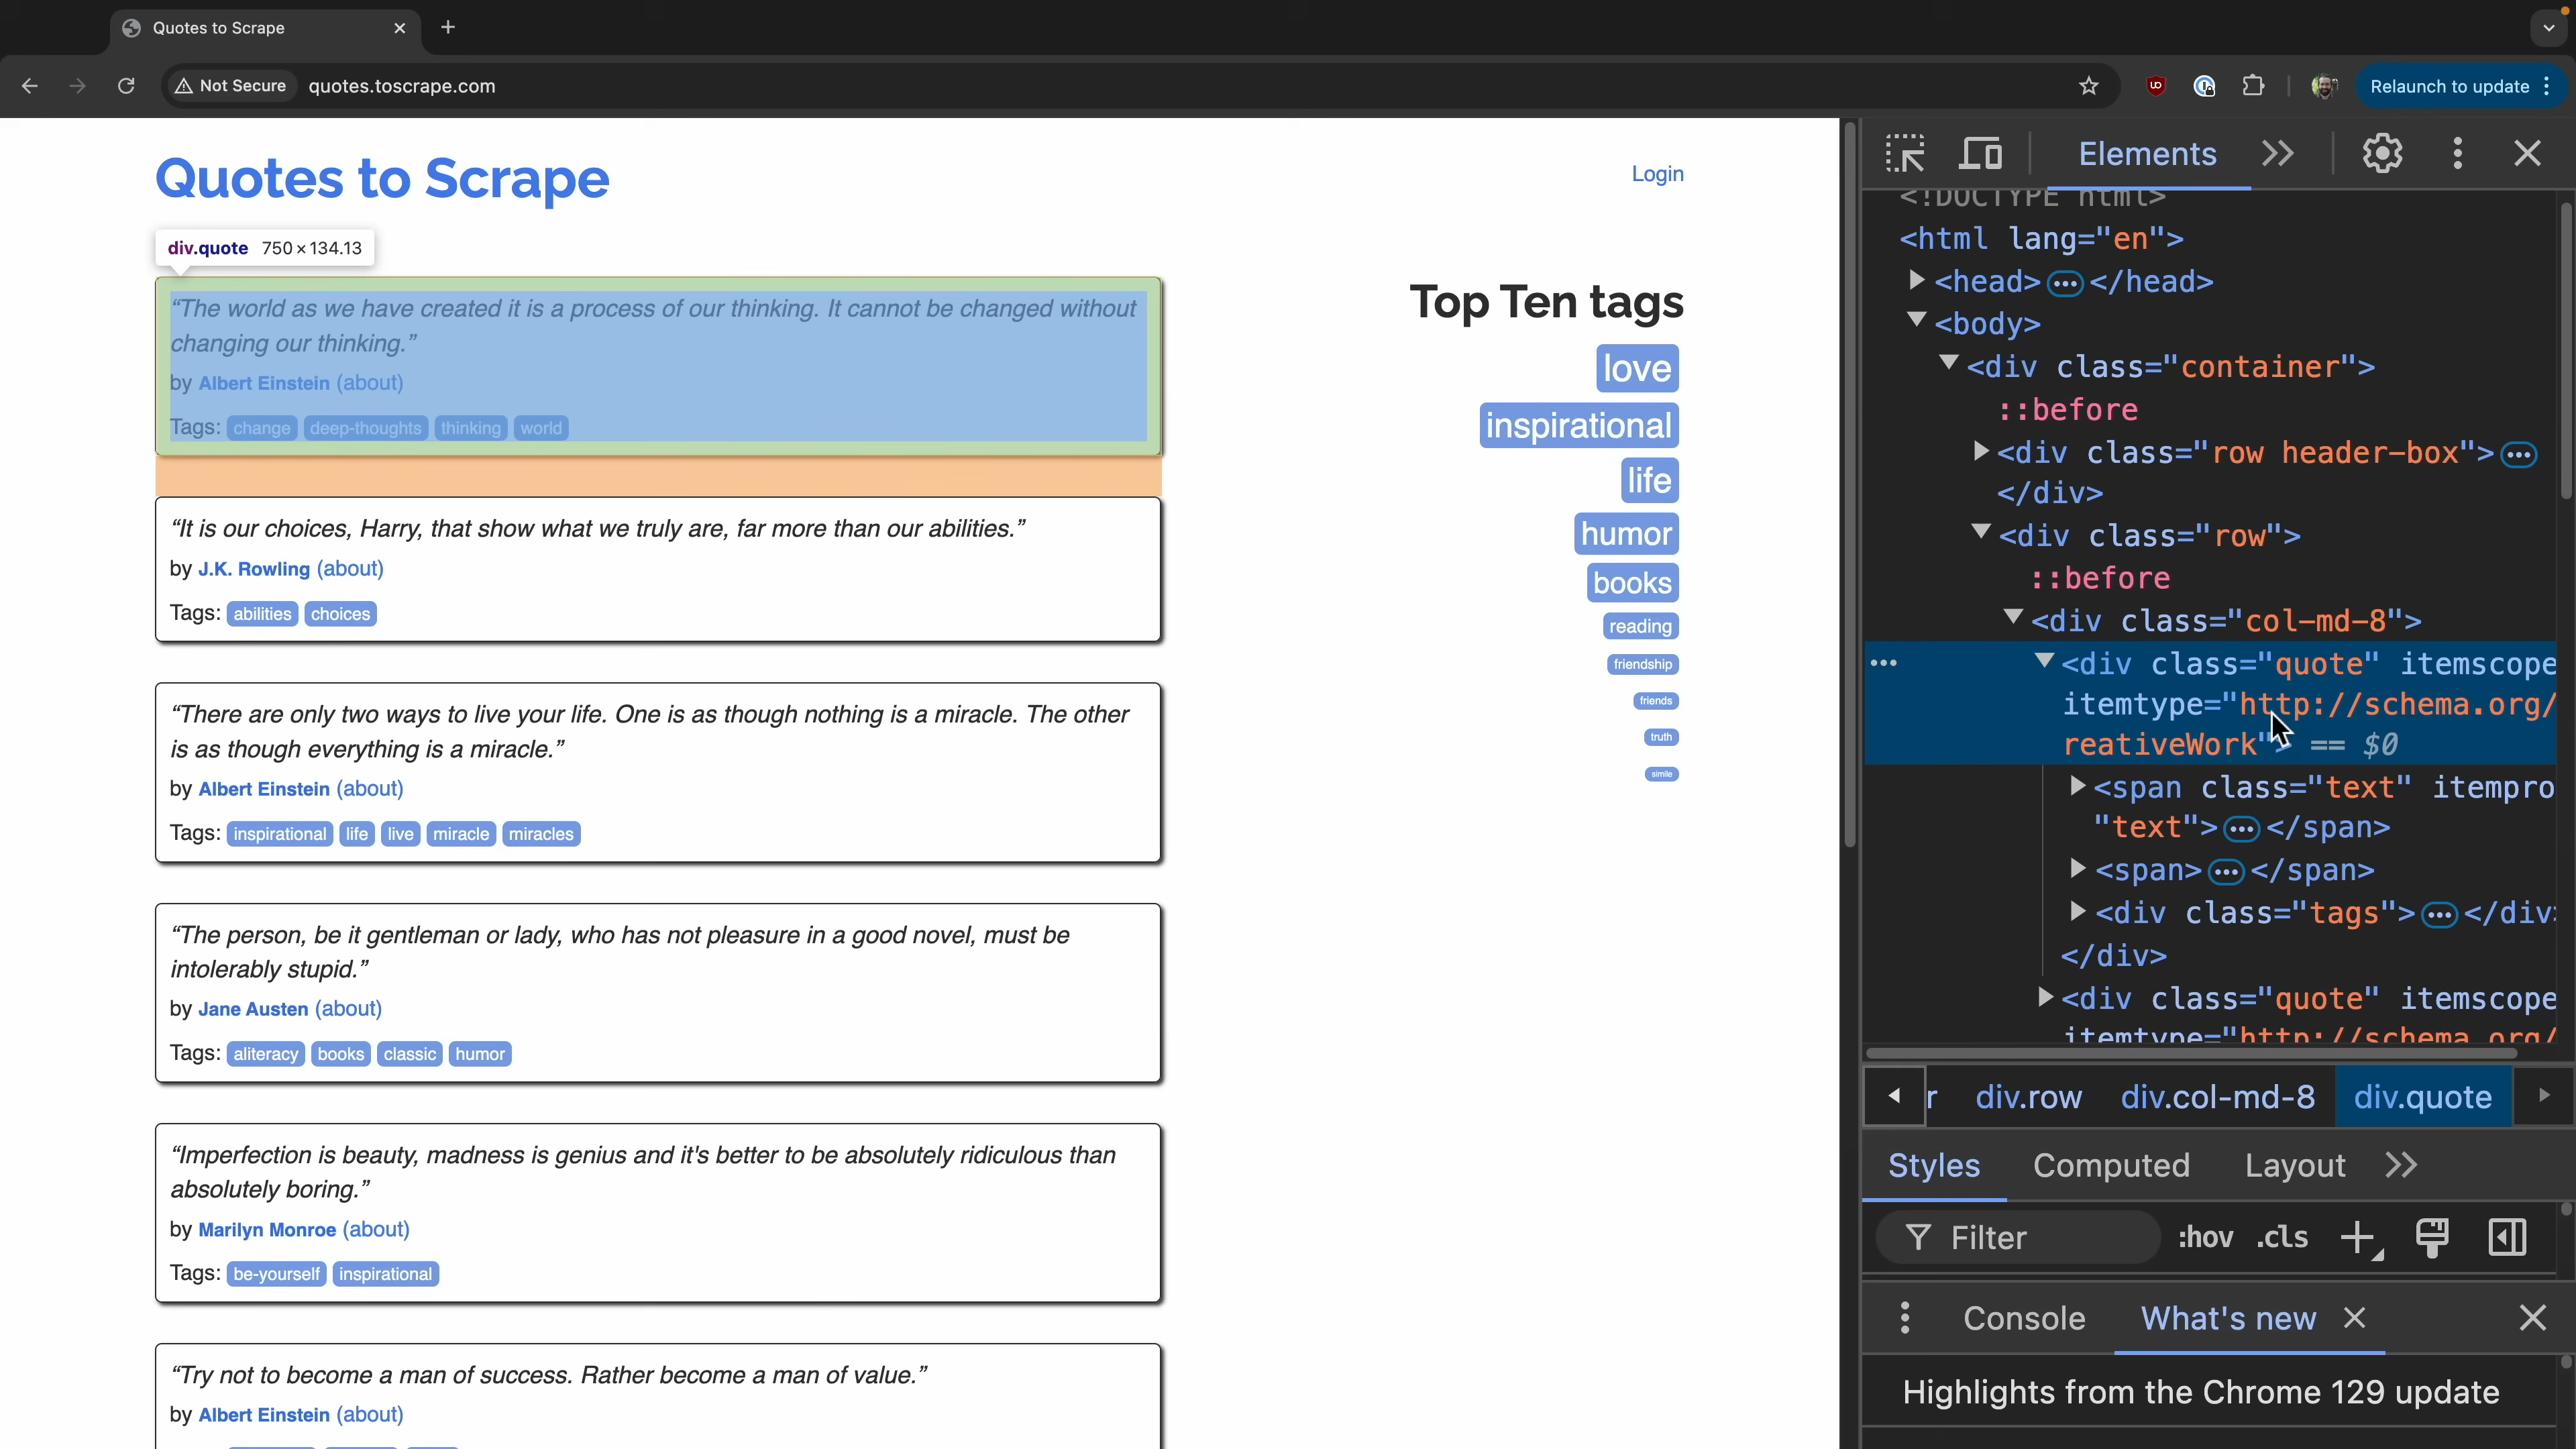 Quotes to Scrape
Not Secure
quotes.toscrape.com
Relaunch to update
Quotes to Scrape
Login
div.quote 750 × 134.13
“The world as we have created it is a process of our thinking. It cannot be changed without
changing our thinking.”
by Albert Einstein (about)
Tags: change deep-thoughts thinking world
“It is our choices, Harry, that show what we truly are, far more than our abilities.”
by J.K. Rowling (about)
Tags: abilities choices
“There are only two ways to live your life. One is as though nothing is a miracle. The other
is as though everything is a miracle.”
by Albert Einstein (about)
Tags: inspirational life live miracle miracles
“The person, be it gentleman or lady, who has not pleasure in a good novel, must be
intolerably stupid.”
by Jane Austen (about)
Tags: aliteracy books classic humor
“Imperfection is beauty, madness is genius and it's better to be absolutely ridiculous than
absolutely boring.”
by Marilyn Monroe (about)
Tags: be-yourself inspirational
“Try not to become a man of success. Rather become a man of value.”
by Albert Einstein (about)
Top Ten tags
love
inspirational
life
humor
books
reading
friendship
friends
truth
simile
Elements
<!DOCTYPE html>
<html lang="en">
<head>…</head>
<body>
<div class="container">
::before
<div class="row header-box">…
</div>
<div class="row">
::before
<div class="col-md-8">
<div class="quote" itemscope
itemtype="http://schema.org/
reativeWork"> == $0
<span class="text" itempro
"text">…</span>
<span>…</span>
<div class="tags">…</div>
</div>
<div class="quote" itemscope
itemtype="http://schema.org/
r div.row div.col-md-8 div.quote
Styles Computed Layout
Filter :hov .cls
Console What's new
Highlights from the Chrome 129 update